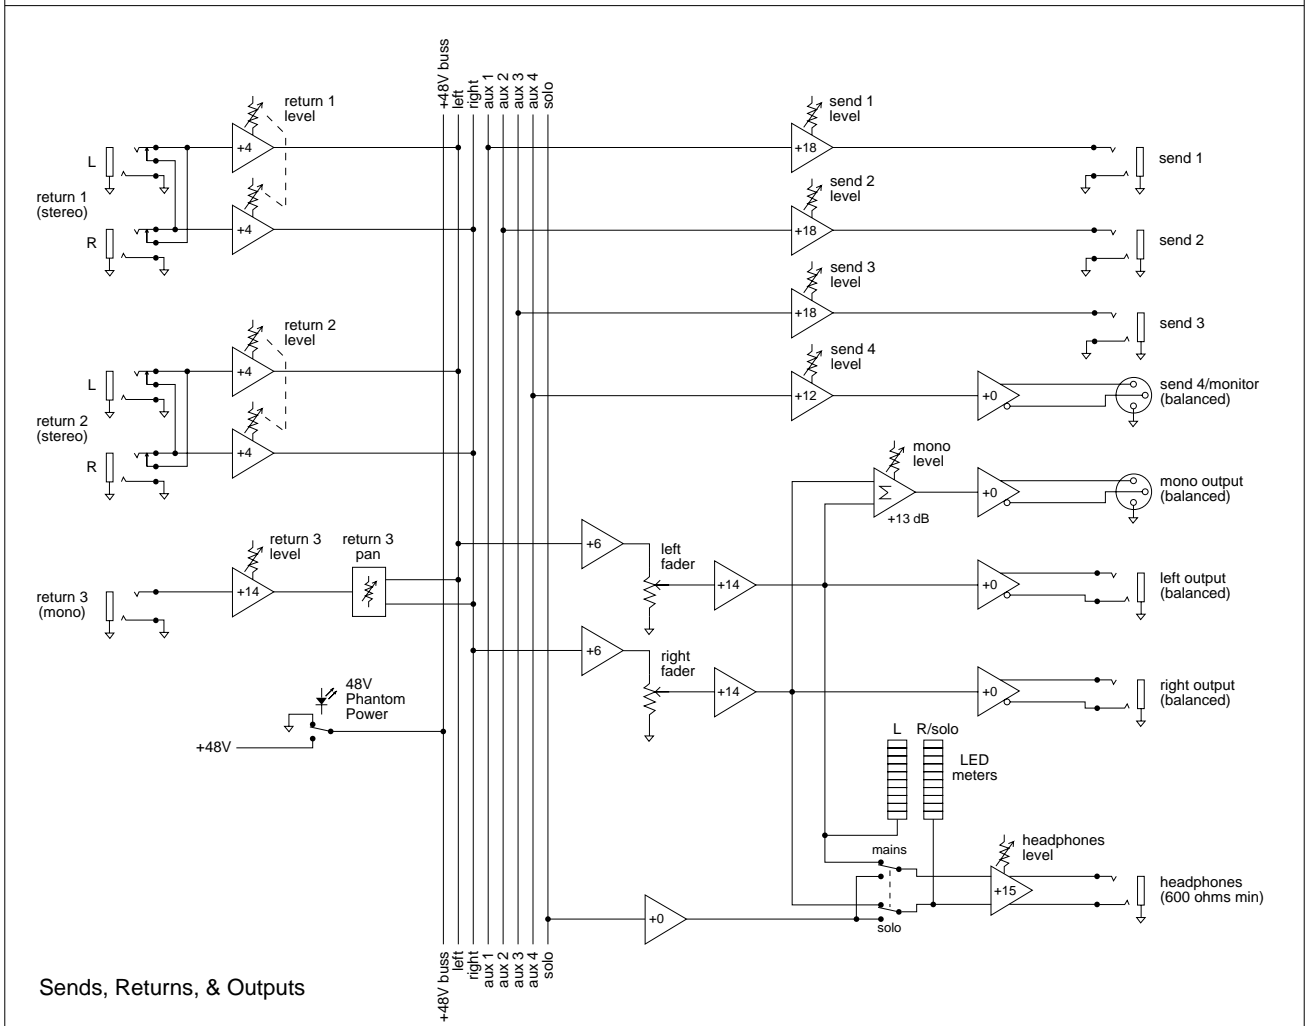 +48V buss
left
right
aux 1
aux 2
aux 3
aux 4
solo
return 1
level
+4
L
return 1
(stereo)
R
+4
return 2
level
+4
L
return 2
(stereo)
R
+4
return 3
level
return 3
pan
+14
return 3
(mono)
48V
Phantom
Power
+48V
send 1
level
+18
send 1
send 2
level
+18
send 2
send 3
level
+18
send 3
send 4
level
+12
+0
send 4/monitor
(balanced)
mono
level
Σ
+13 dB
+0
mono output
(balanced)
+6
left
fader
+14
+0
left output
(balanced)
+6
right
fader
+14
+0
right output
(balanced)
L
R/solo
LED
meters
mains
solo
headphones
level
+15
headphones
(600 ohms min)
+0
+48V buss
left
right
aux 1
aux 2
aux 3
aux 4
solo
Sends, Returns, & Outputs